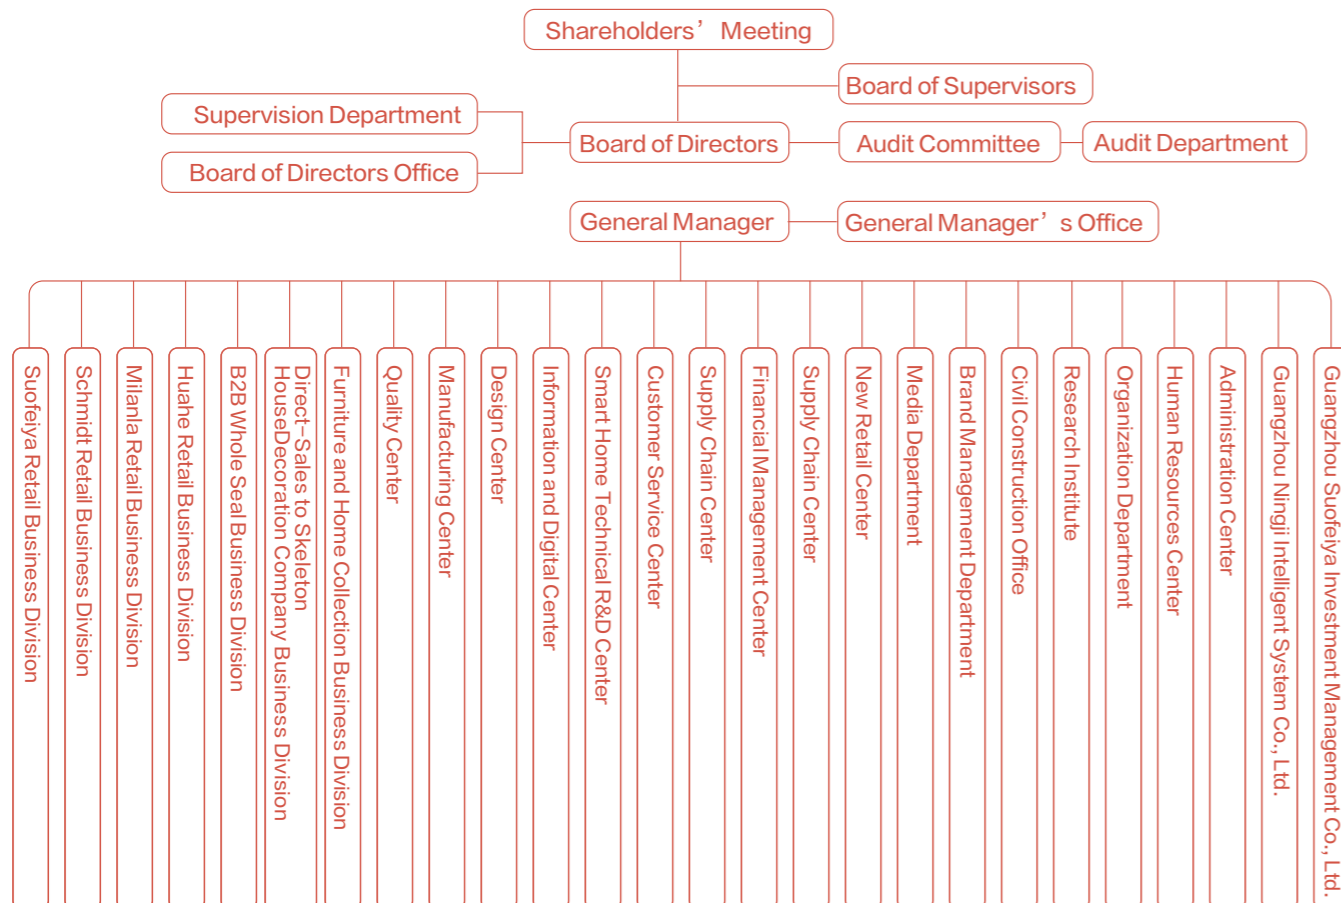 Shareholders’ Meeting
Board of Supervisors
Supervision Department
Board of Directors
Audit Committee
Audit Department
Board of Directors Office
General Manager
General Manager’s Office
Suofeiya Retail Business Division
Schmidt Retail Business Division
Milanla Retail Business Division
Huahe Retail Business Division
B2B Whole Seal Business Division
Direct-Sales to Skeleton
HouseDecoration Company Business Division
Furniture and Home Collection Business Division
Quality Center
Manufacturing Center
Design Center
Information and Digital Center
Smart Home Technical R&D Center
Customer Service Center
Supply Chain Center
Financial Management Center
Supply Chain Center
New Retail Center
Media Department
Brand Management Department
Civil Construction Office
Research Institute
Organization Department
Human Resources Center
Administration Center
Guangzhou Ningji Intelligent System Co., Ltd.
Guangzhou Suofeiya Investment Management Co., Ltd.